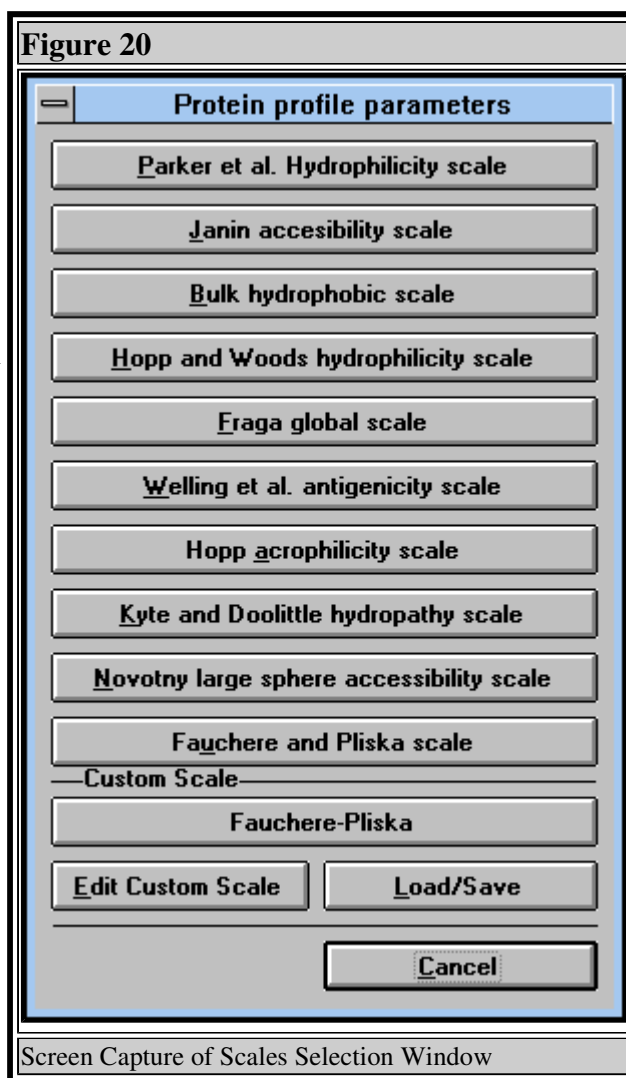 Figure 20
Protein profile parameters
Parker et al. Hydrophilicity scale
Janin accesibility scale
Bulk hydrophobic scale
Hopp and Woods hydrophilicity scale
Fraga global scale
Welling et al. antigenicity scale
Hopp acrophilicity scale
Kyte and Doolittle hydropathy scale
Novotny large sphere accessibility scale
Fauchere and Pliska scale
Custom Scale
Fauchere-Pliska
Edit Custom Scale Load/Save
Cancel
Screen Capture of Scales Selection Window